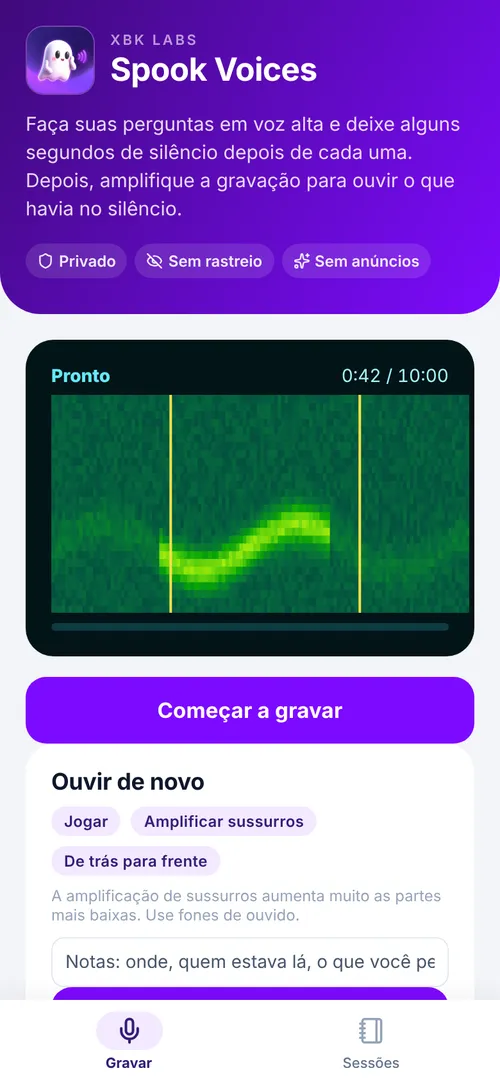 XBK LABS
Spook Voices
Faça suas perguntas em voz alta e deixe alguns
segundos de silêncio depois de cada uma.
Depois, amplifique a gravação para ouvir o que
havia no silêncio.
Privado
Sem rastreio
Sem anúncios
Pronto
0:42 / 10:00
Começar a gravar
Ouvir de novo
Jogar
Amplificar sussurros
De trás para frente
A amplificação de sussurros aumenta muito as partes
mais baixas. Use fones de ouvido.
Notas: onde, quem estava lá, o que você pe
Gravar
Sessões